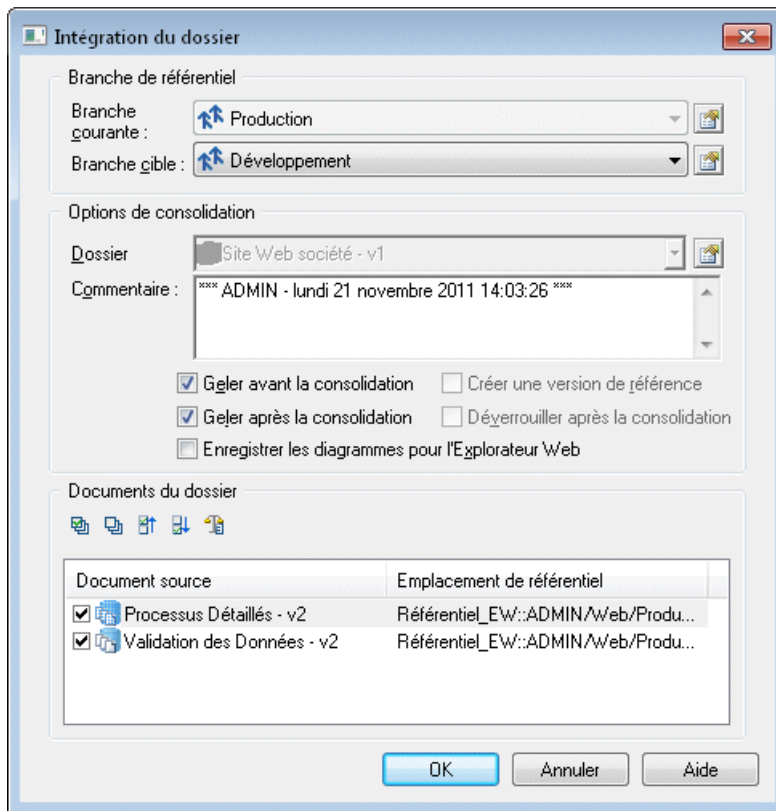 Intégration du dossier
Branche de référentiel
Branche
courante :
Production
Branche cible :
Développement
Options de consolidation
Dossier
Site Web société - v1
Commentaire :
*** ADMIN - lundi 21 novembre 2011 14:03:26 ***
Geler avant la consolidation
Créer une version de référence
Geler après la consolidation
Déverrouiller après la consolidation
Enregistrer les diagrammes pour l'Explorateur Web
Documents du dossier
Document source
Emplacement de référentiel
Processus Détaillés - v2
Référentiel_EW::ADMIN/Web/Produ...
Validation des Données - v2
Référentiel_EW::ADMIN/Web/Produ...
OK
Annuler
Aide